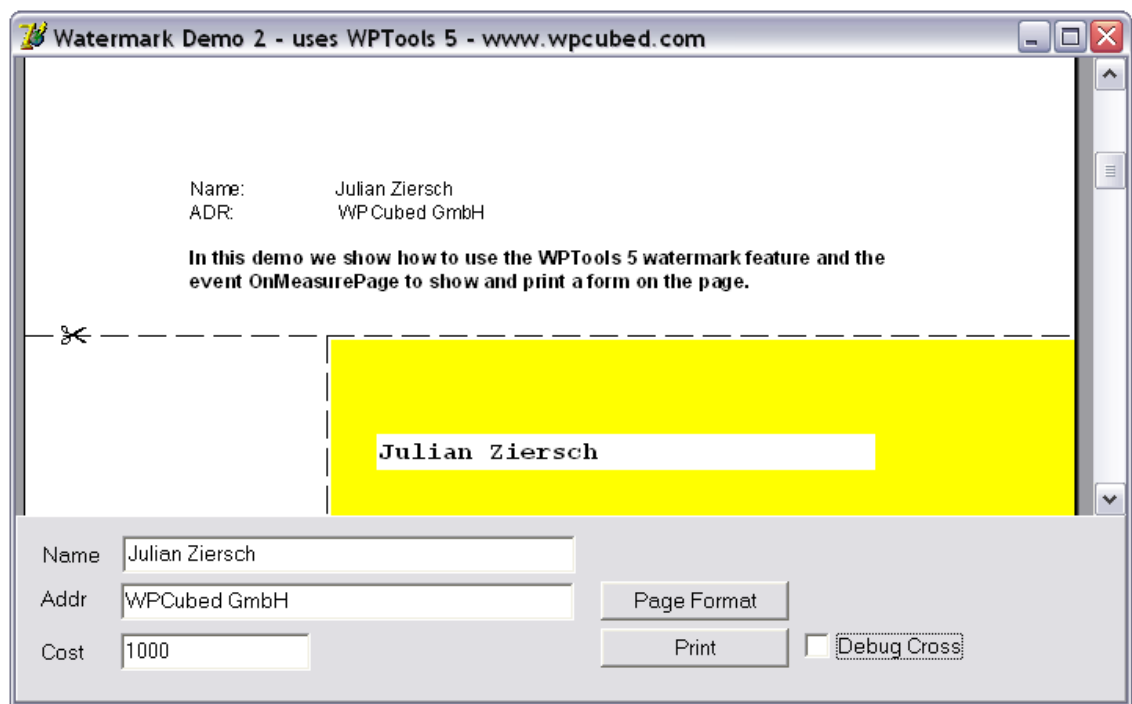 Watermark Demo 2 - uses WPTools 5 - www.wpcubed.com
Name: Julian Ziersch
ADR: WPCubed GmbH
In this demo we show how to use the WPTools 5 watermark feature and the
event OnMeasurePage to show and print a form on the page.
Julian Ziersch
Name Julian Ziersch
Addr WPCubed GmbH Page Format
Cost 1000 Print Debug Cross